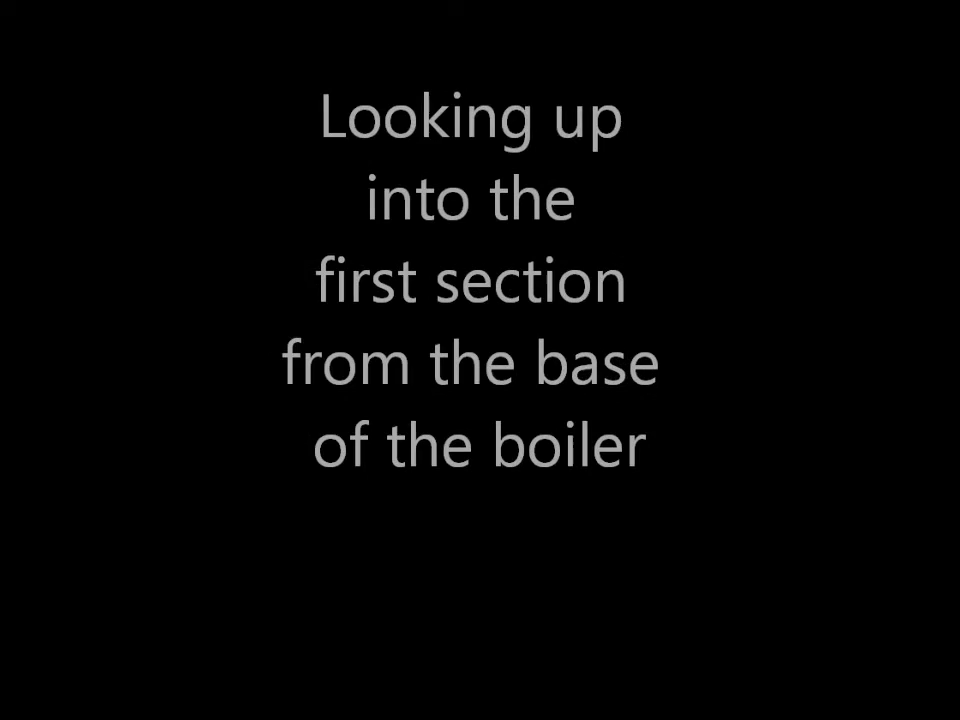 Looking up
into the
first section
from the base
of the boiler